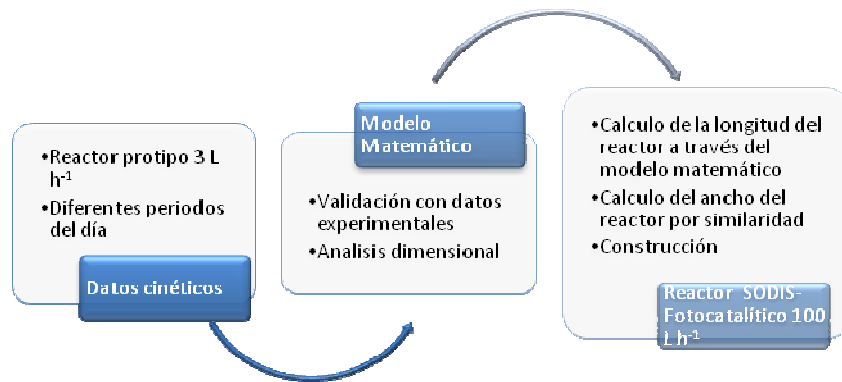 •Reactor protipo 3 L
h-1
•Diferentes periodos
del día
Datos cinéticos
Modelo
Matemático
•Validación con datos
experimentales
•Analisis dimensional
•Calculo de la longitud del
reactor a través del
modelo matemático
•Calculo del ancho del
reactor por similaridad
•Construcción
Reactor SODIS-
Fotocatalítico 100
L h-1